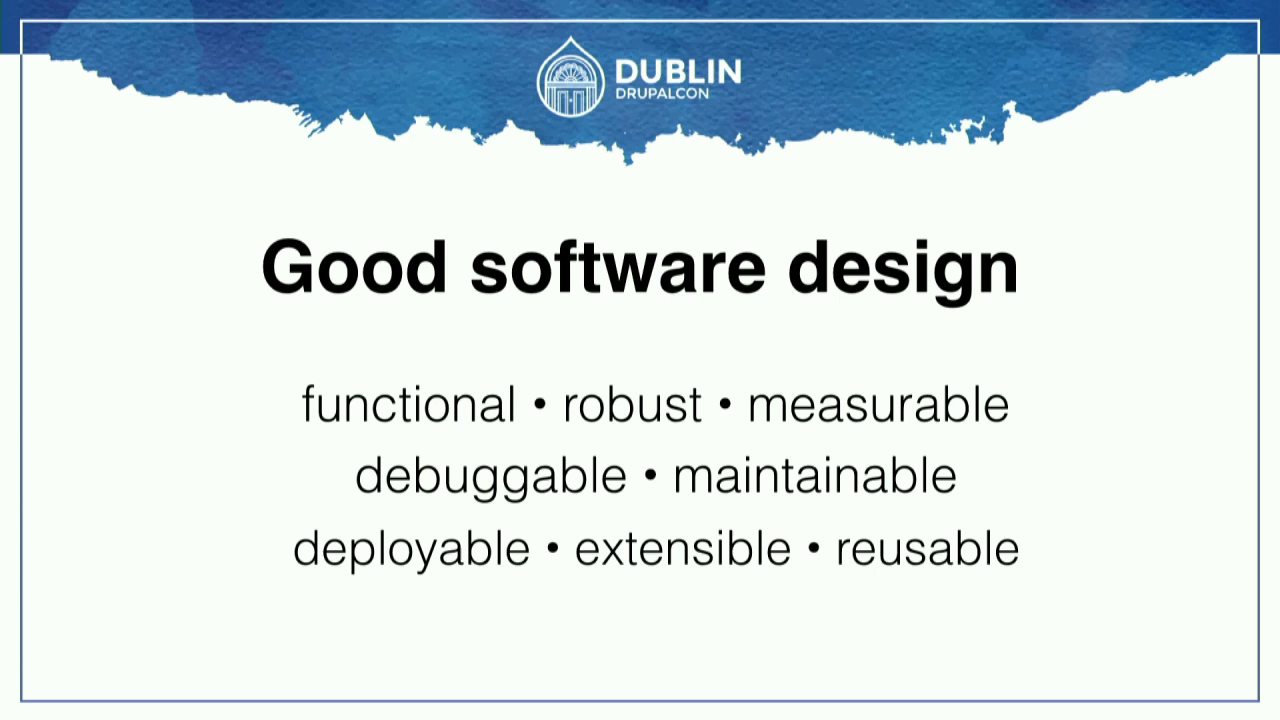 DUBLIN
DRUPALCON
Good software design
functional • robust • measurable
debuggable • maintainable
deployable • extensible • reusable